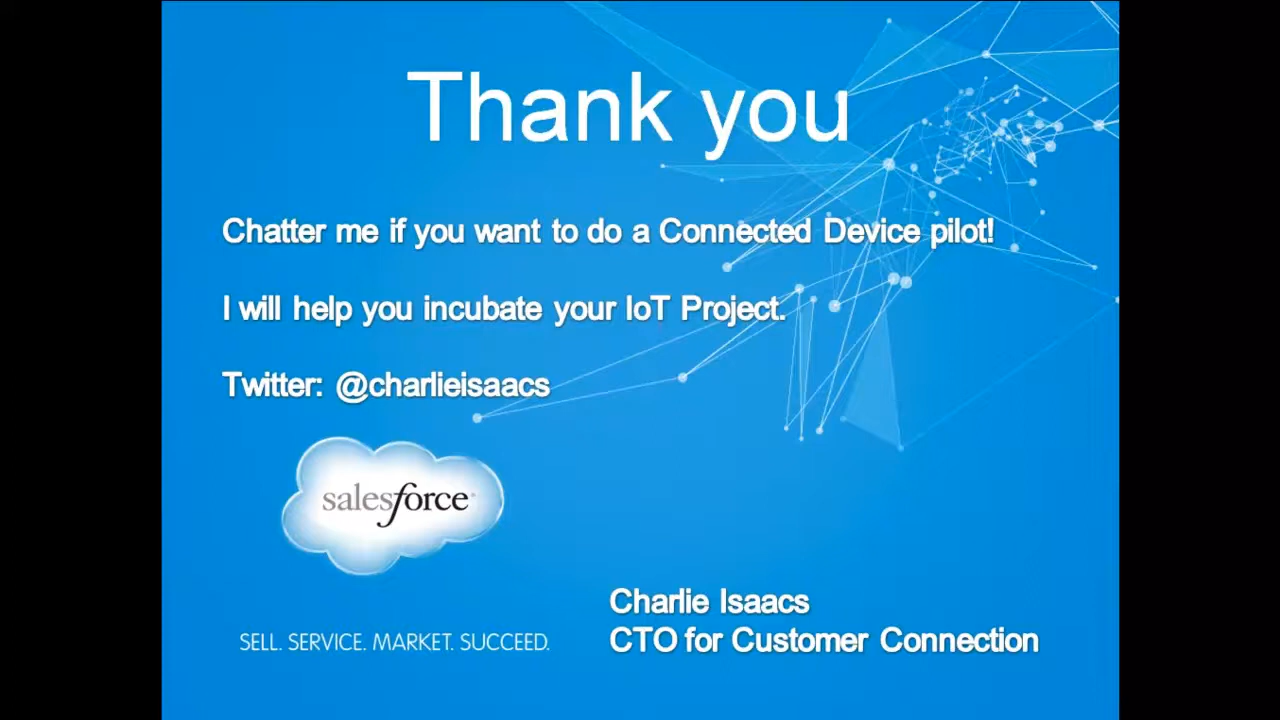 Thank you
Chatter me if you want to do a Connected Device pilot!
I will help you incubate your IoT Project.
Twitter: @charlieisaacs
salesforce
SELL. SERVICE. MARKET. SUCCEED.
Charlie Isaacs
CTO for Customer Connection